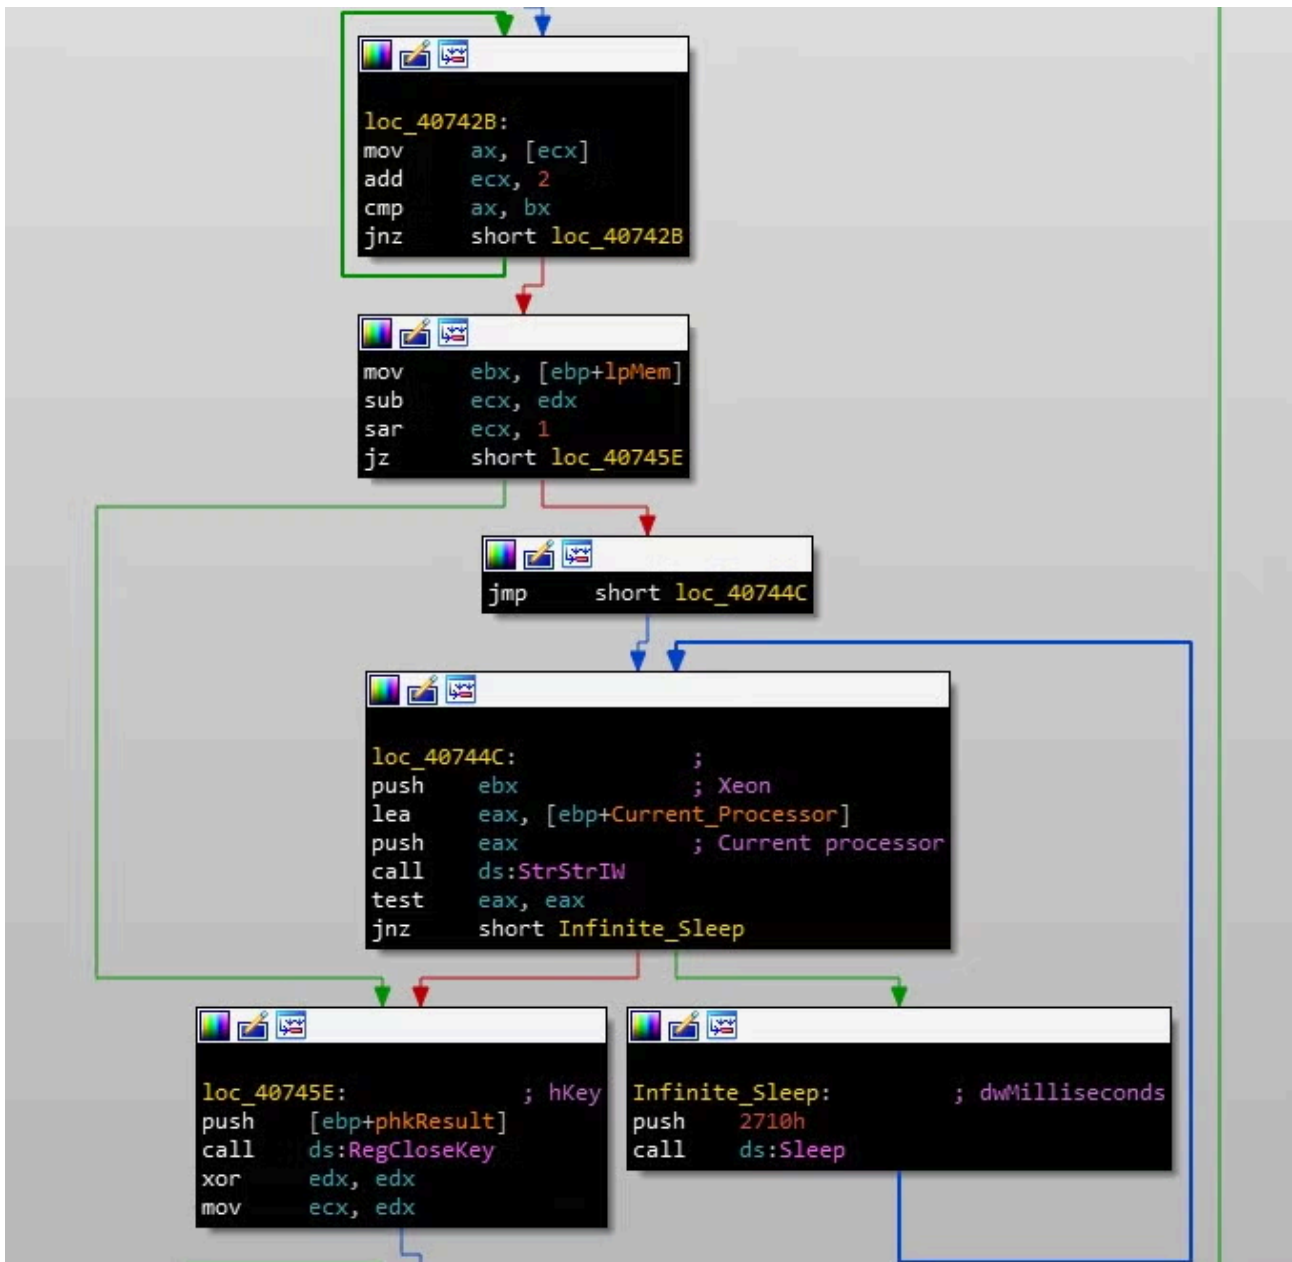 loc_40742B:
mov ax, [ecx]
add ecx, 2
cmp ax, bx
jnz short loc_40742B
mov ebx, [ebp+lpMem]
sub ecx, edx
sar ecx, 1
jz short loc_40745E
jmp short loc_40744C
loc_40744C: ;
push ebx ; Xeon
lea eax, [ebp+Current_Processor]
push eax ; Current processor
call ds:StrStrIW
test eax, eax
jnz short Infinite_Sleep
loc_40745E: ; hKey
push [ebp+phkResult]
call ds:RegCloseKey
xor edx, edx
mov ecx, edx
Infinite_Sleep: ; dwMilliseconds
push 2710h
call ds:Sleep